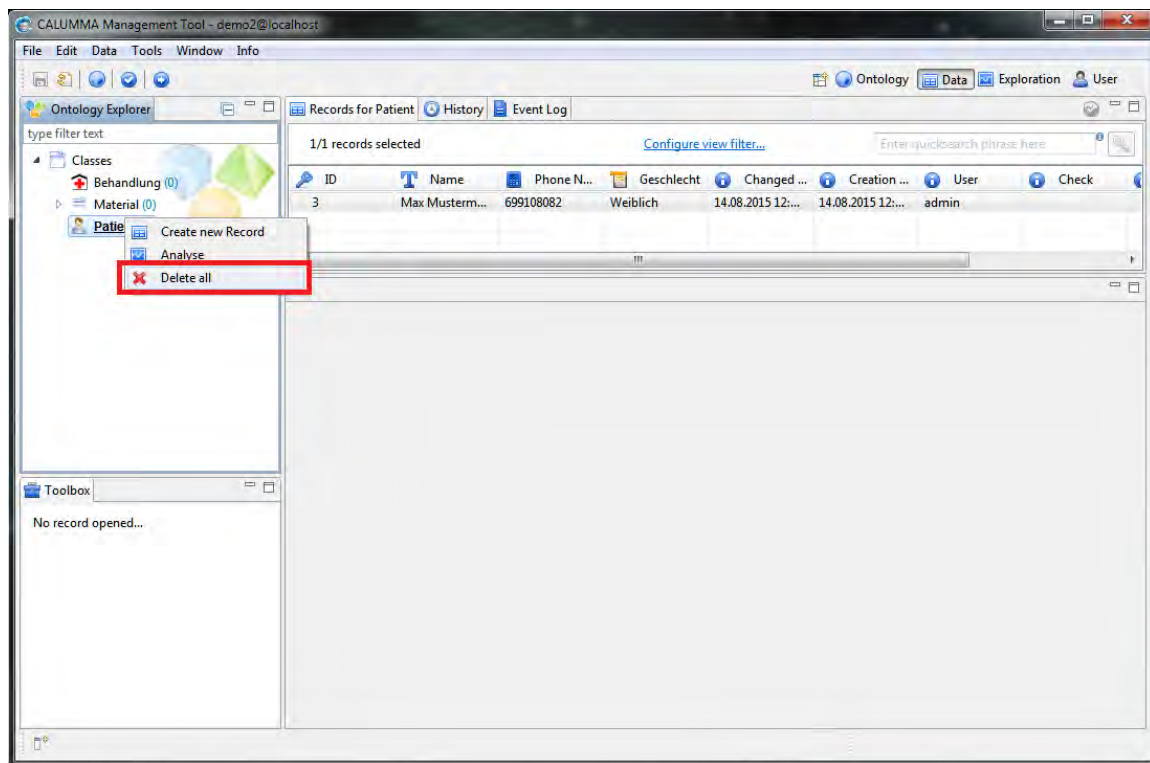 CALUMMA Management Tool - demo2@localhost
File Edit Data Tools Window Info
Ontology Data Exploration User
Ontology Explorer
Records for Patient History Event Log
type filter text
1/1 records selected Configure view filter... Enter quicksearch phrase here
Classes
Behandlung (0)
Material (0)
Patie
ID Name Phone N... Geschlecht Changed ... Creation ... User Check
3 Max Musterm... 699108082 Weiblich 14.08.2015 12:... 14.08.2015 12:... admin
Create new Record
Analyse
Delete all
Toolbox
No record opened...